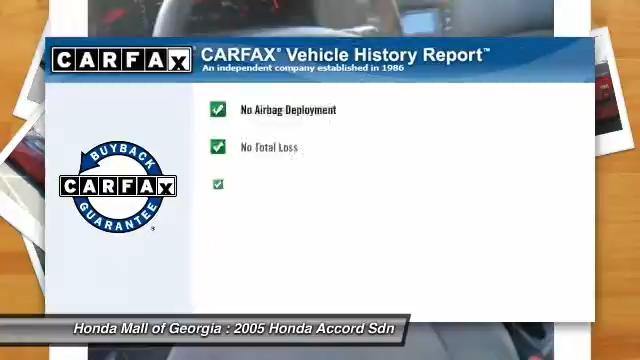 CARFAX
CARFAX® Vehicle History Report™
An independent company established in 1986
No Airbag Deployment
No Total Loss
BUYBACK
CARFAX
GUARANTEE
®
Honda Mall of Georgia : 2005 Honda Accord Sdn